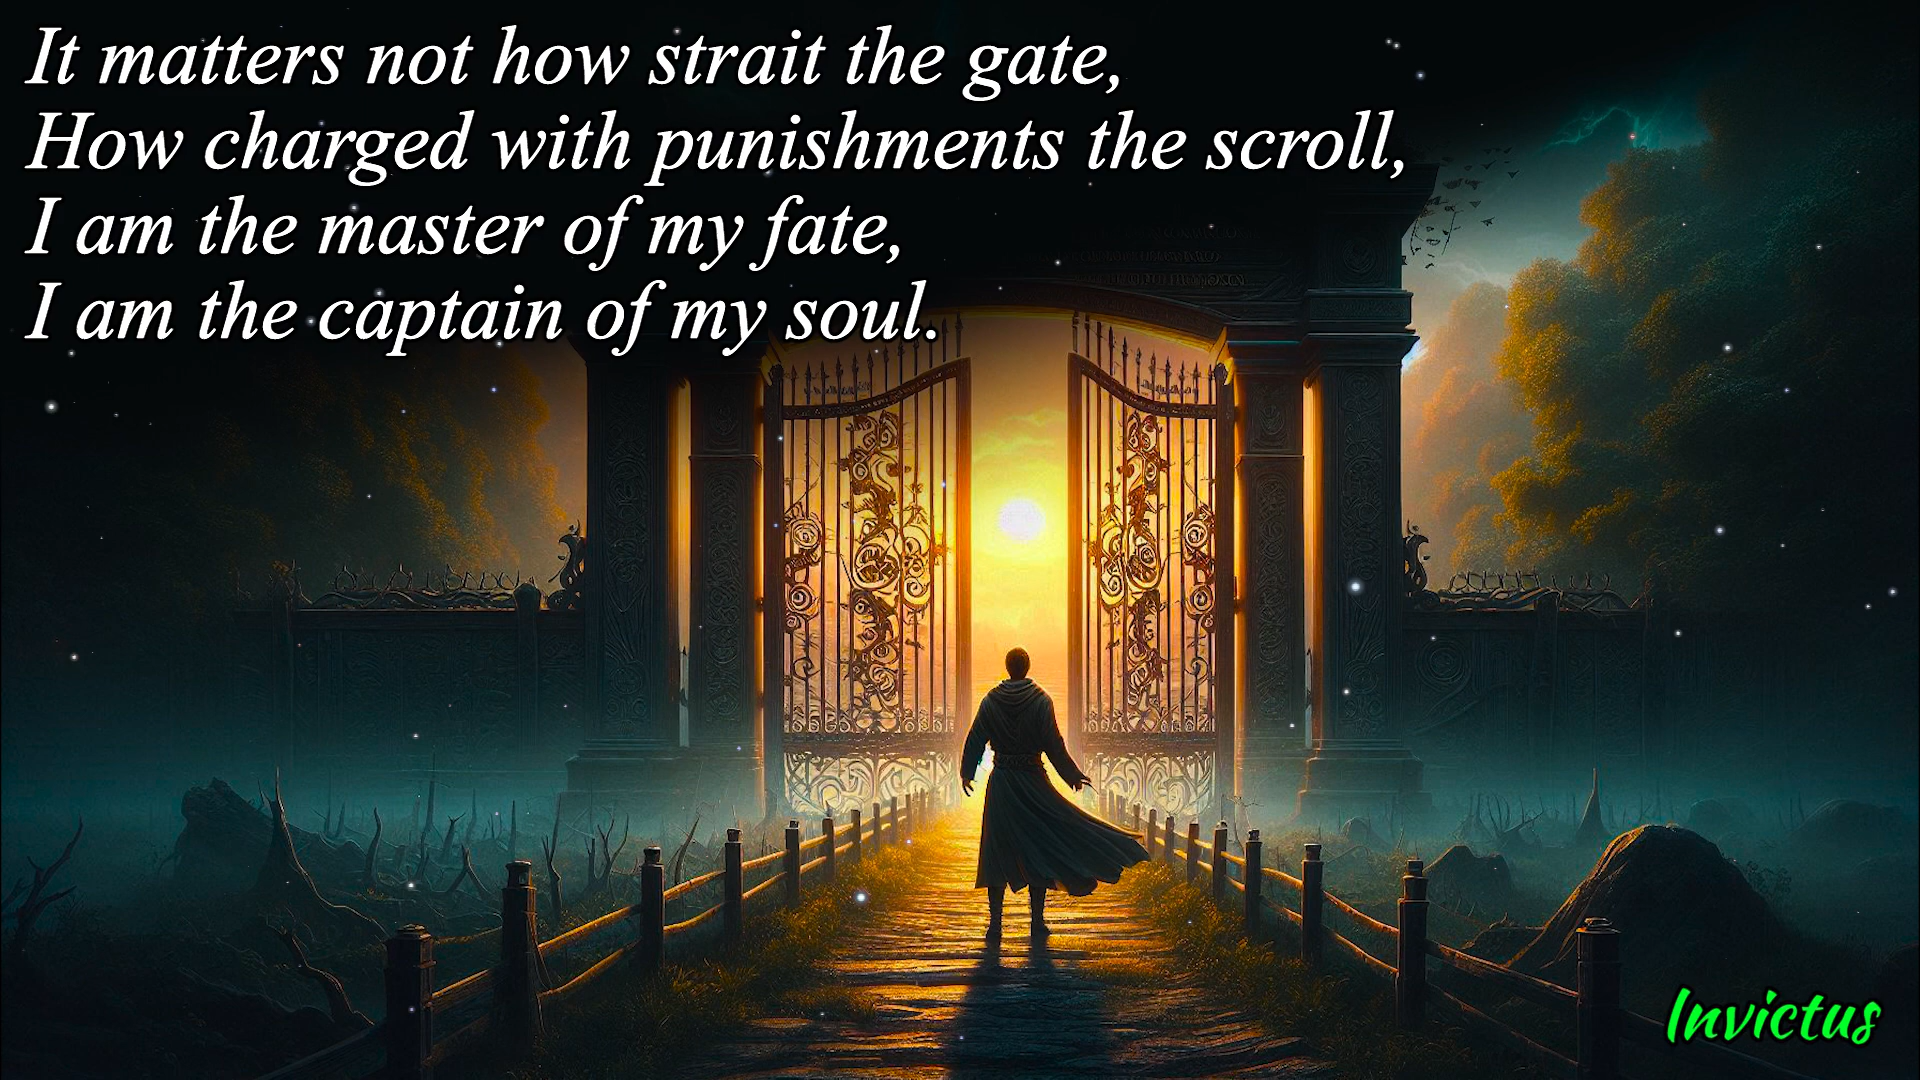 It matters not how strait the gate,
How charged with punishments the scroll,
I am the master of my fate,
I am the captain of my soul.
Invictus